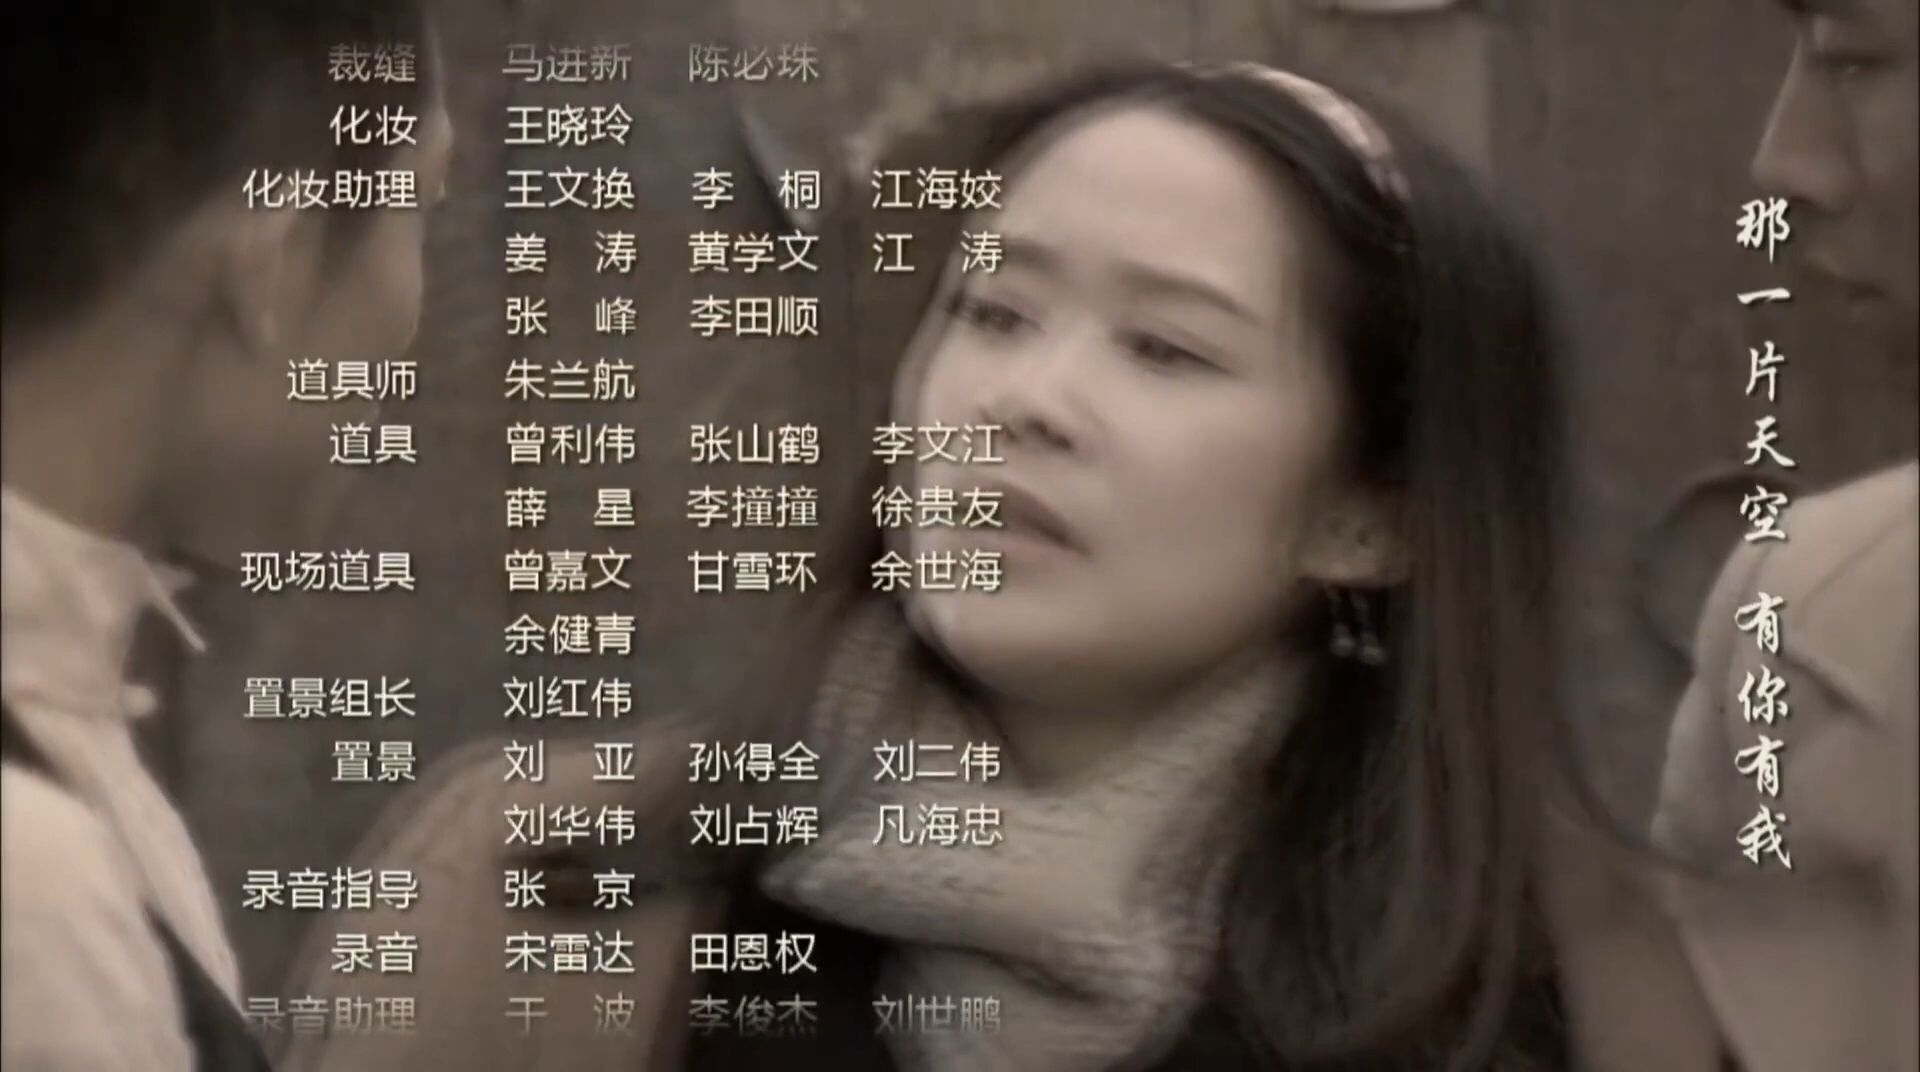 裁缝 马进新 陈必珠
化妆 王晓玲
化妆助理 王文换 李 桐 江海姣
姜 涛 黄学文 江 涛
张 峰 李田顺
道具师 朱兰航
道具 曾利伟 张山鹤 李文江
薛 星 李撞撞 徐贵友
现场道具 曾嘉文 甘雪环 余世海
余健青
置景组长 刘红伟
置景 刘 亚 孙得全 刘二伟
刘华伟 刘占辉 凡海忠
录音指导 张 京
录音 宋雷达 田恩权
录音助理 于 波 李俊杰 刘世鹏
那一片天空 有你有我